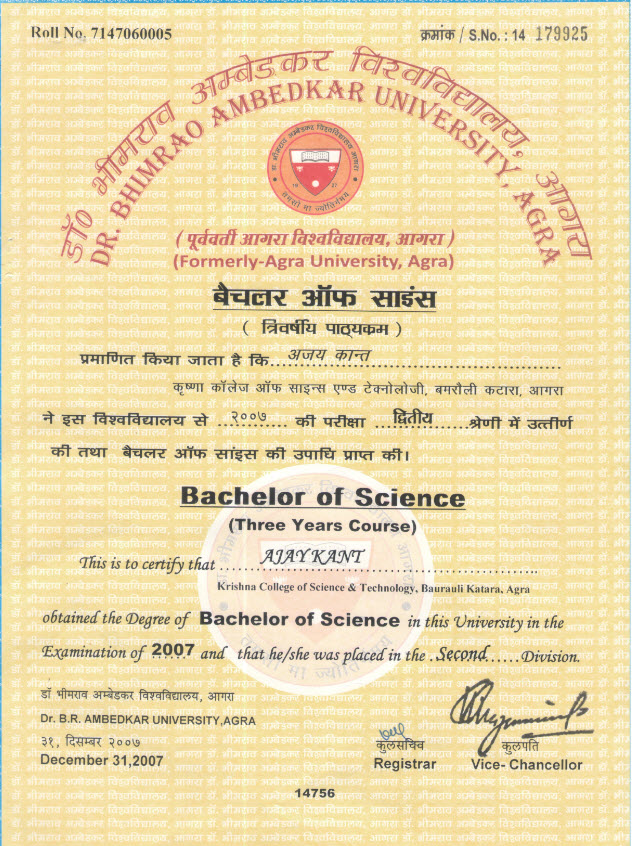 Roll No. 7147060005
क्रमांक / S.No. : 14 179925
डॉ० भीमराव अम्बेडकर विश्वविद्यालय, आगरा
DR. BHIMRAO AMBEDKAR UNIVERSITY, AGRA
( पूर्ववर्ती आगरा विश्वविद्यालय, आगरा )
(Formerly-Agra University, Agra)
बैचलर ऑफ साइंस
( त्रिवर्षीय पाठ्यक्रम )
प्रमाणित किया जाता है कि...अजय कान्त
कृष्णा कॉलेज ऑफ साइन्स एण्ड टेक्नोलोजी, बमरौली कटारा, आगरा
ने इस विश्वविद्यालय से ..२००७.. की परीक्षा ...द्वितीय......श्रेणी में उत्तीर्ण
की तथा बैचलर ऑफ साइंस की उपाधि प्राप्त की।
Bachelor of Science
(Three Years Course)
This is to certify that ......AJAY KANT......
Krishna College of Science & Technology, Baurauli Katara, Agra
obtained the Degree of Bachelor of Science in this University in the
Examination of 2007 and that he/she was placed in the .Second......Division.
डॉ भीमराव अम्बेडकर विश्वविद्यालय, आगरा
Dr. B.R. AMBEDKAR UNIVERSITY,AGRA
३१, दिसम्बर २००७
December 31,2007
कुलसचिव
Registrar
कुलपति
Vice- Chancellor
14756